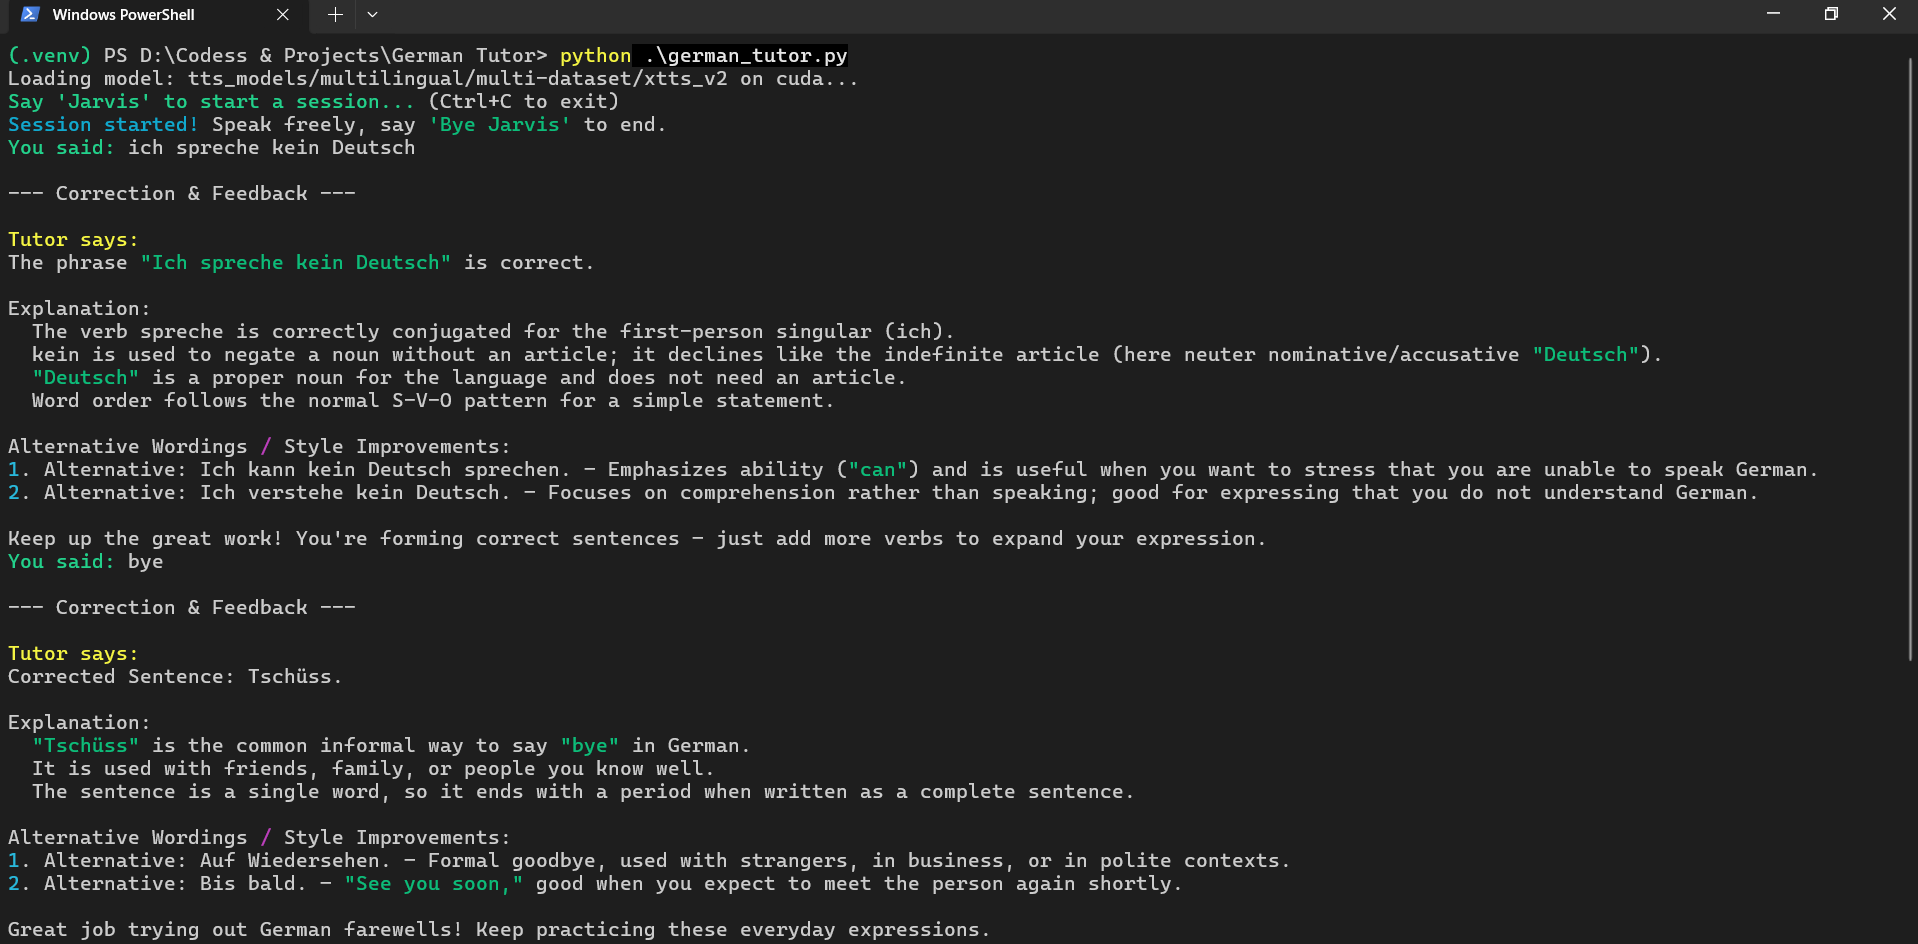 Windows PowerShell
(.venv) PS D:\Codess & Projects\German Tutor> python .\german_tutor.py
Loading model: tts_models/multilingual/multi-dataset/xtts_v2 on cuda...
Say 'Jarvis' to start a session... (Ctrl+C to exit)
Session started! Speak freely, say 'Bye Jarvis' to end.
You said: ich spreche kein Deutsch
--- Correction & Feedback ---
Tutor says:
The phrase "Ich spreche kein Deutsch" is correct.
Explanation:
The verb spreche is correctly conjugated for the first-person singular (ich).
kein is used to negate a noun without an article; it declines like the indefinite article (here neuter nominative/accusative "Deutsch").
"Deutsch" is a proper noun for the language and does not need an article.
Word order follows the normal S-V-O pattern for a simple statement.
Alternative Wordings / Style Improvements:
1. Alternative: Ich kann kein Deutsch sprechen. - Emphasizes ability ("can") and is useful when you want to stress that you are unable to speak German.
2. Alternative: Ich verstehe kein Deutsch. - Focuses on comprehension rather than speaking; good for expressing that you do not understand German.
Keep up the great work! You're forming correct sentences - just add more verbs to expand your expression.
You said: bye
--- Correction & Feedback ---
Tutor says:
Corrected Sentence: Tschüss.
Explanation:
"Tschüss" is the common informal way to say "bye" in German.
It is used with friends, family, or people you know well.
The sentence is a single word, so it ends with a period when written as a complete sentence.
Alternative Wordings / Style Improvements:
1. Alternative: Auf Wiedersehen. - Formal goodbye, used with strangers, in business, or in polite contexts.
2. Alternative: Bis bald. - "See you soon," good when you expect to meet the person again shortly.
Great job trying out German farewells! Keep practicing these everyday expressions.